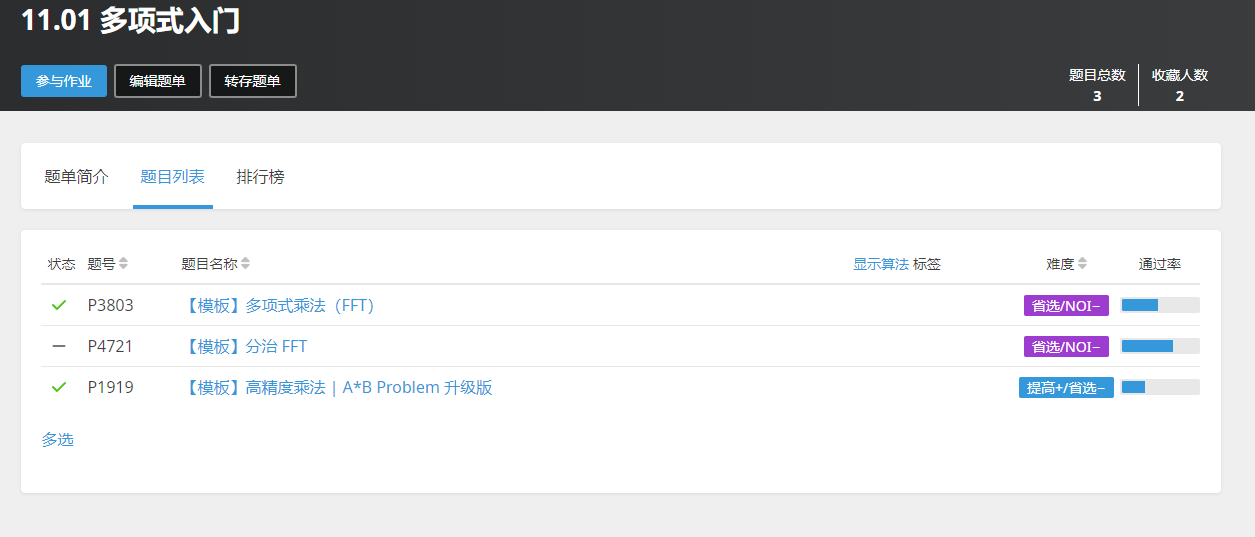 11.01 多项式入门
参与作业 编辑题单 转存题单
题目总数 收藏人数
3 2
题单简介 题目列表 排行榜
状态 题号 题目名称 显示算法 标签 难度 通过率
P3803 【模板】多项式乘法（FFT） 省选/NOI−
P4721 【模板】分治 FFT 省选/NOI−
P1919 【模板】高精度乘法 | A*B Problem 升级版 提高+/省选−
多选